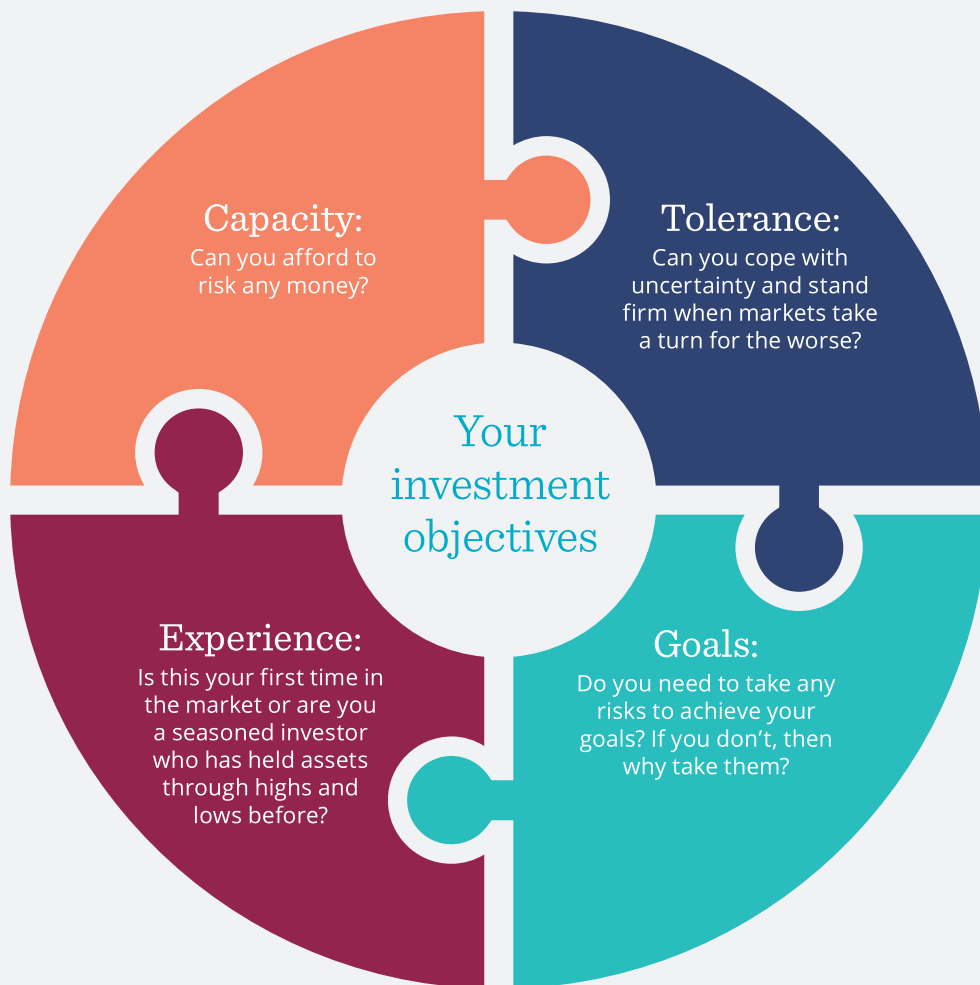 Capacity:
Can you afford to
risk any money?
Tolerance:
Can you cope with
uncertainty and stand
firm when markets take
a turn for the worse?
Your
investment
objectives
Experience:
Is this your first time in
the market or are you
a seasoned investor
who has held assets
through highs and
lows before?
Goals:
Do you need to take any
risks to achieve your
goals? If you don’t, then
why take them?